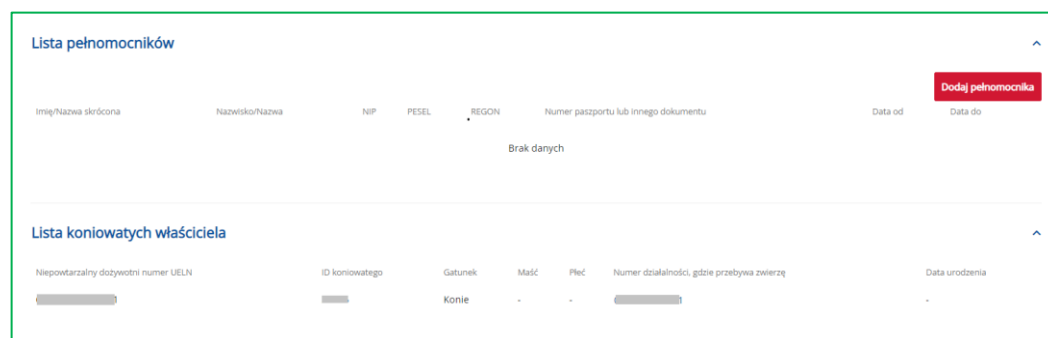 Lista pełnomocników
Dodaj pełnomocnika
Imię/Nazwa skrócona Nazwisko/Nazwa NIP PESEL REGON Numer paszportu lub innego dokumentu Data od Data do
Brak danych
Lista koniowatych właściciela
Niepowtarzalny dożywotni numer UELN ID koniowatego Gatunek Maść Płeć Numer działalności, gdzie przebywa zwierzę Data urodzenia
Konie - - -